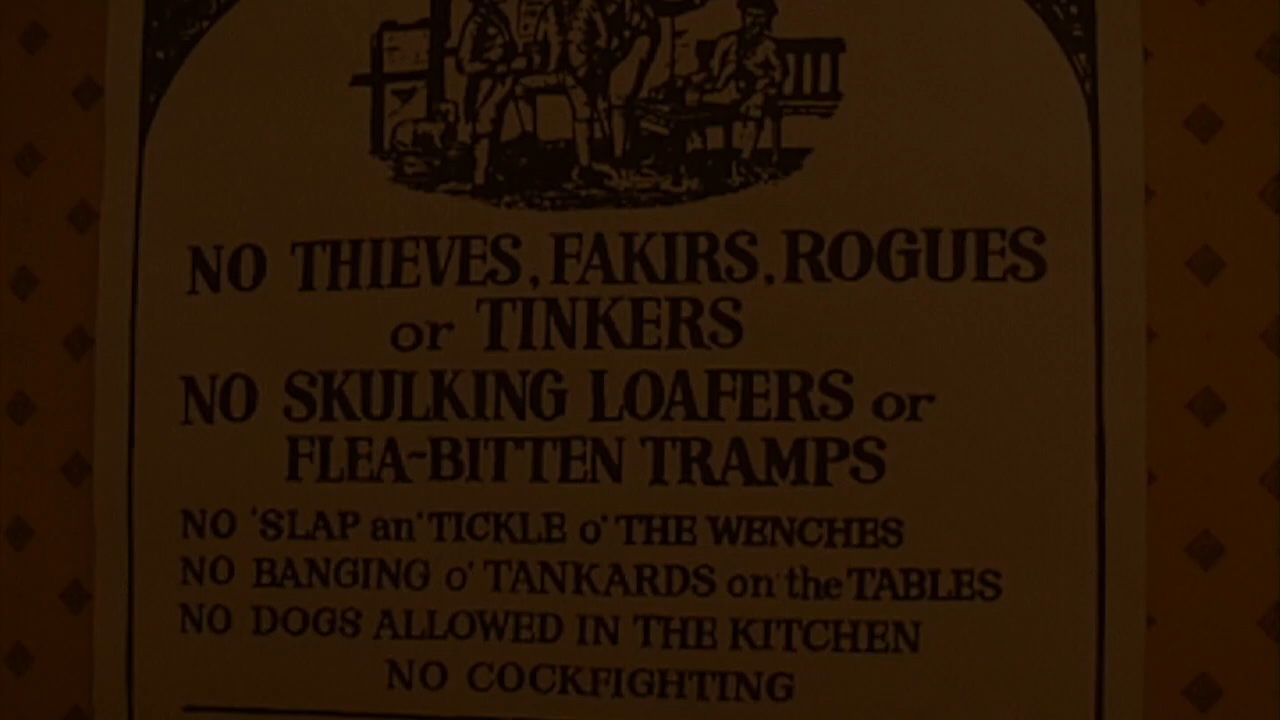 NO THIEVES, FAKIRS, ROGUES
or TINKERS
NO SKULKING LOAFERS or
FLEA-BITTEN TRAMPS
NO 'SLAP an' TICKLE o' THE WENCHES
NO BANGING o' TANKARDS on the TABLES
NO DOGS ALLOWED IN THE KITCHEN
NO COCKFIGHTING